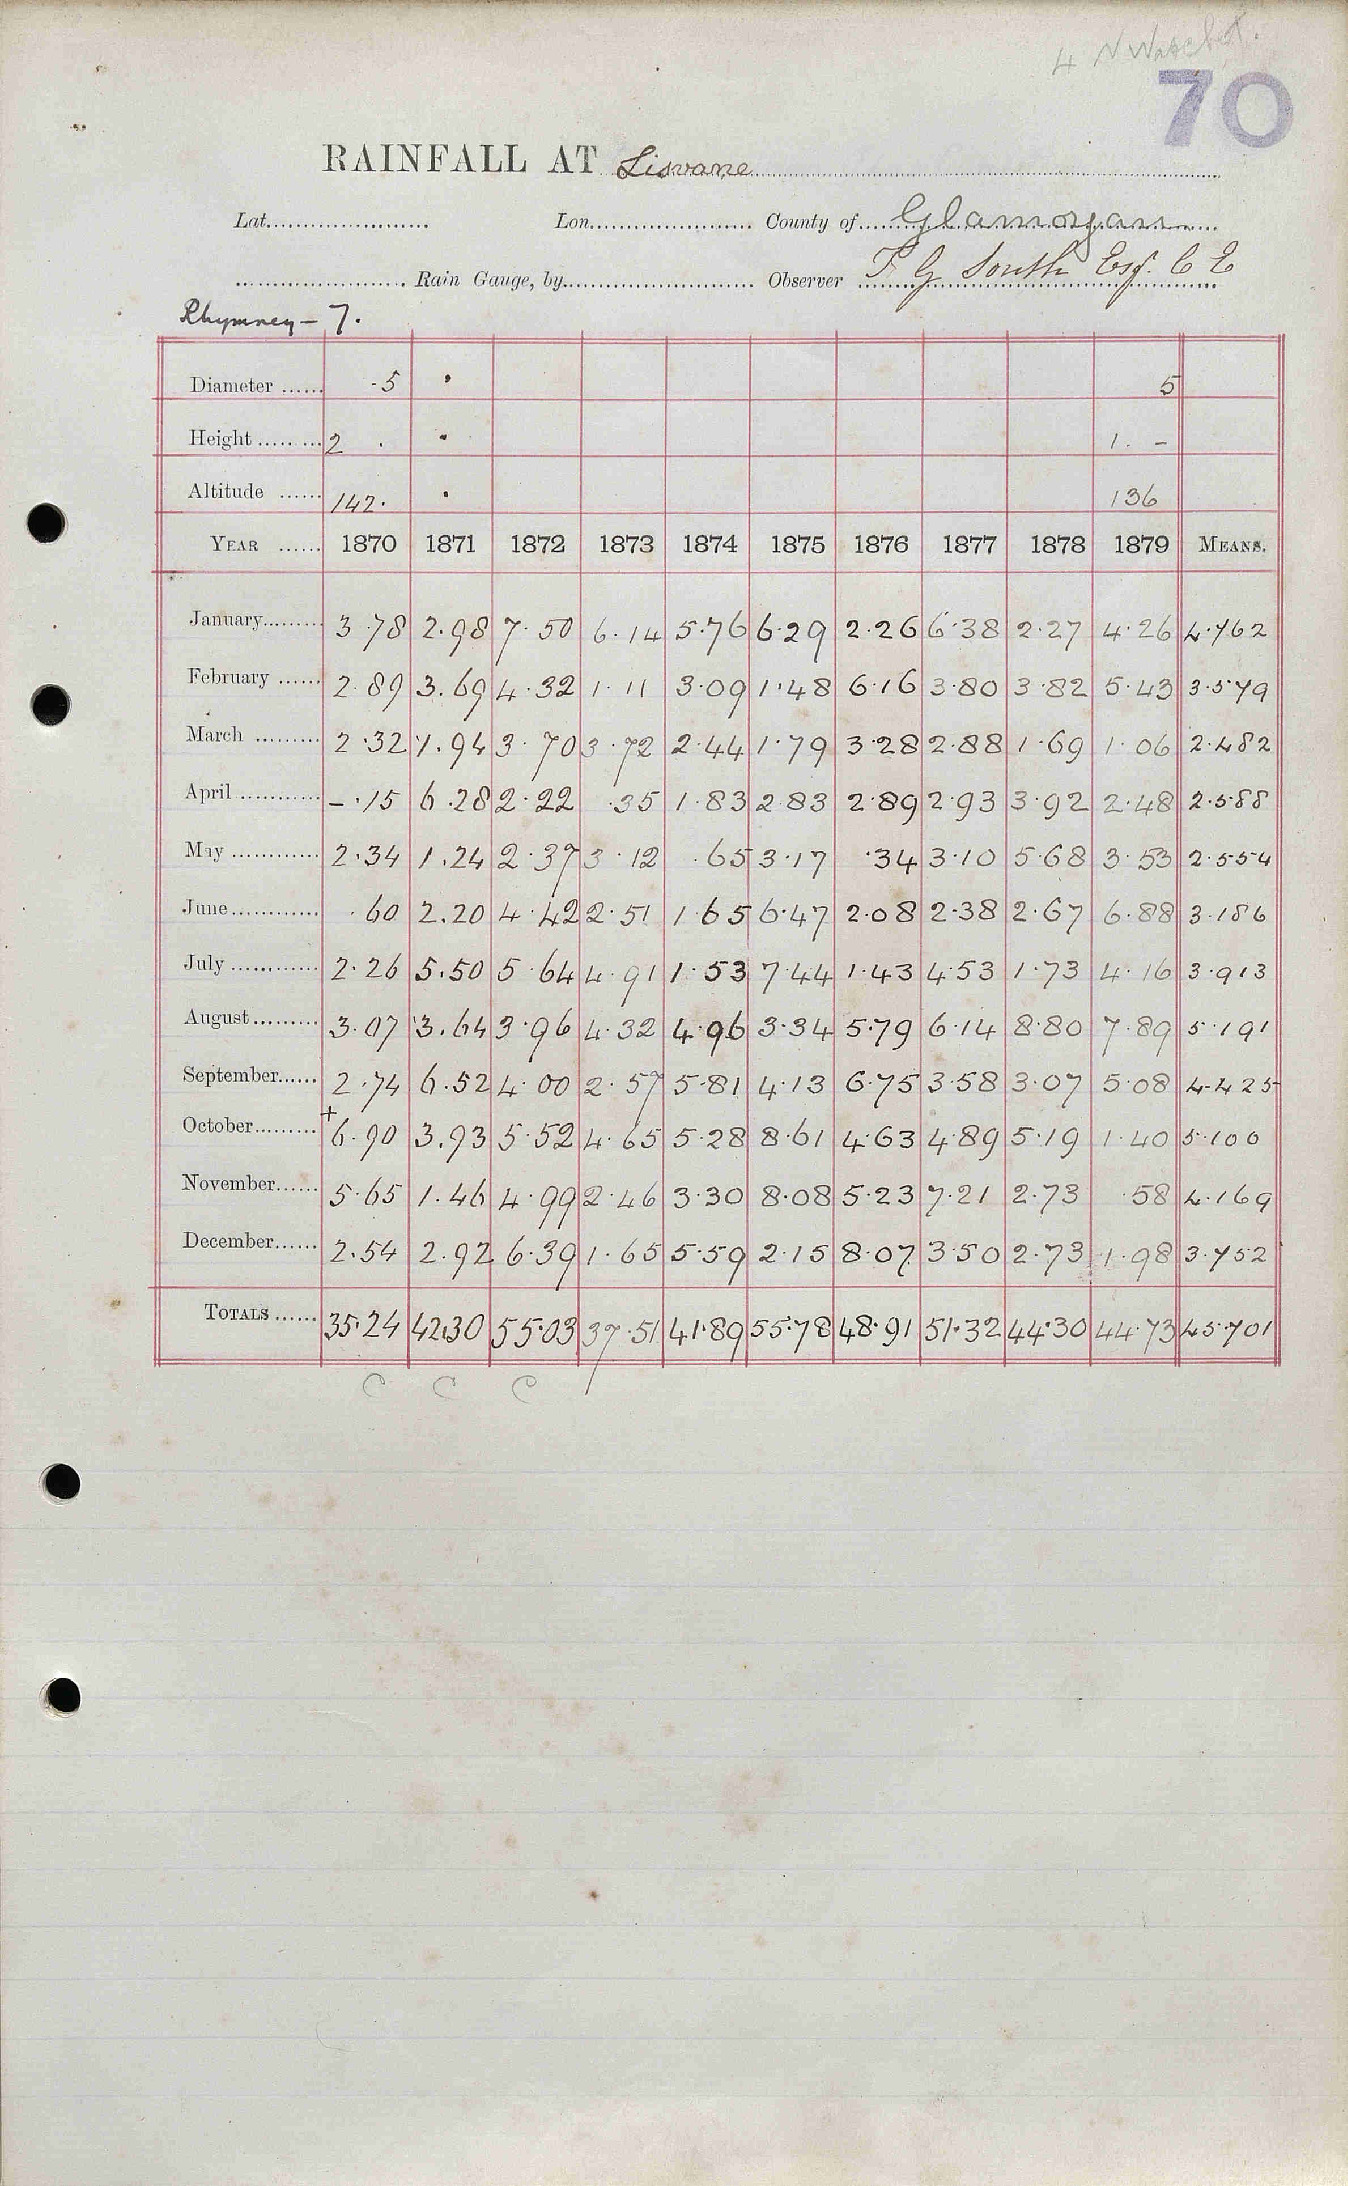 70
RAINFALL AT Lisvane
Lat. Lon. County of Glamorgan
Rain Gauge, by Observer T G South Esq. C E
Rhymney - 7.
Diameter -5 . 5
Height 2 . . 1. -
Altitude 142. . 136
YEAR 1870 1871 1872 1873 1874 1875 1876 1877 1878 1879 MEANS.
January 3.78 2.98 7.50 6.14 5.76 6.29 2.26 6.38 2.27 4.26 4.762
February 2.89 3.69 4.32 1.11 3.09 1.48 6.16 3.80 3.82 5.43 3.579
March 2.32 1.94 3.70 3.72 2.44 1.79 3.28 2.88 1.69 1.06 2.482
April -.15 6.28 2.22 .35 1.83 2.83 2.89 2.93 3.92 2.48 2.588
May 2.34 1.24 2.37 3.12 .65 3.17 .34 3.10 5.68 3.53 2.554
June .60 2.20 4.42 2.51 1.65 6.47 2.08 2.38 2.67 6.88 3.186
July 2.26 5.50 5.64 4.91 1.53 7.44 1.43 4.53 1.73 4.16 3.913
August 3.07 3.64 3.96 4.32 4.96 3.34 5.79 6.14 8.80 7.89 5.191
September 2.74 6.52 4.00 2.57 5.81 4.13 6.75 3.58 3.07 5.08 4.425
October +6.90 3.93 5.52 4.65 5.28 8.61 4.63 4.89 5.19 1.40 5.100
November 5.65 1.46 4.99 2.46 3.30 8.08 5.23 7.21 2.73 .58 4.169
December 2.54 2.92 6.39 1.65 5.59 2.15 8.07 3.50 2.73 1.98 3.752
TOTALS 35.24 42.30 55.03 37.51 41.89 55.78 48.91 51.32 44.30 44.73 45.701
C C C